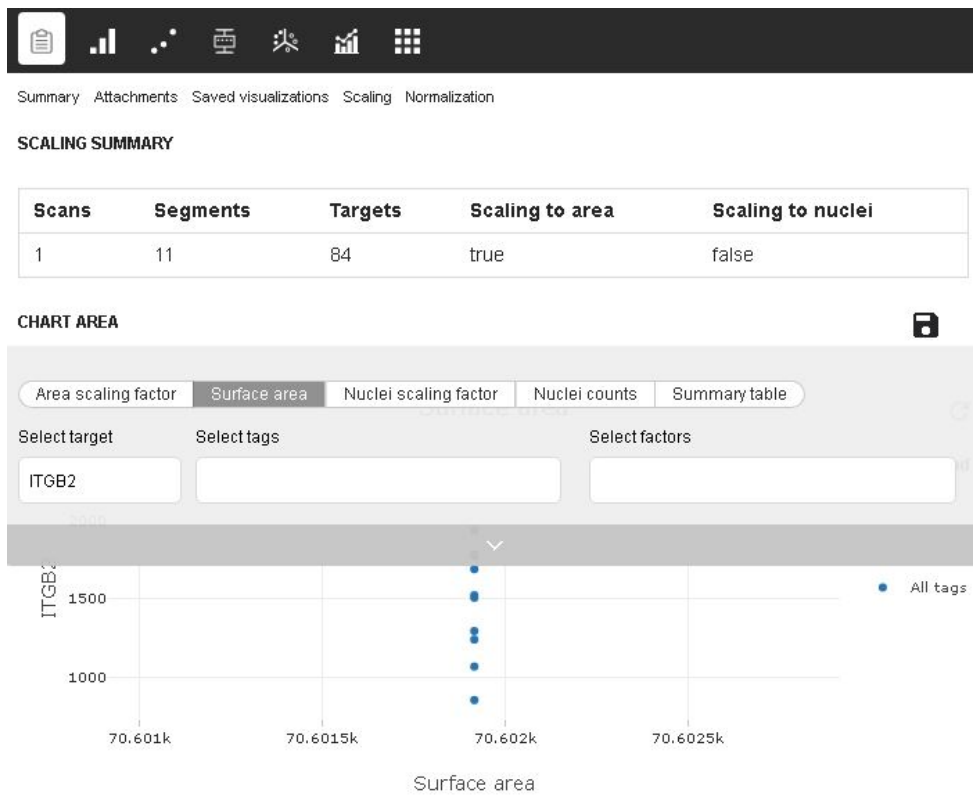 Summary Attachments Saved visualizations Scaling Normalization
SCALING SUMMARY
Scans Segments Targets Scaling to area Scaling to nuclei
1 11 84 true false
CHART AREA
Area scaling factor Surface area Nuclei scaling factor Nuclei counts Summary table
Surface area
Select target Select tags Select factors
ITGB2
2000
ITGB2
1500
All tags
1000
70.601k 70.6015k 70.602k 70.6025k
Surface area